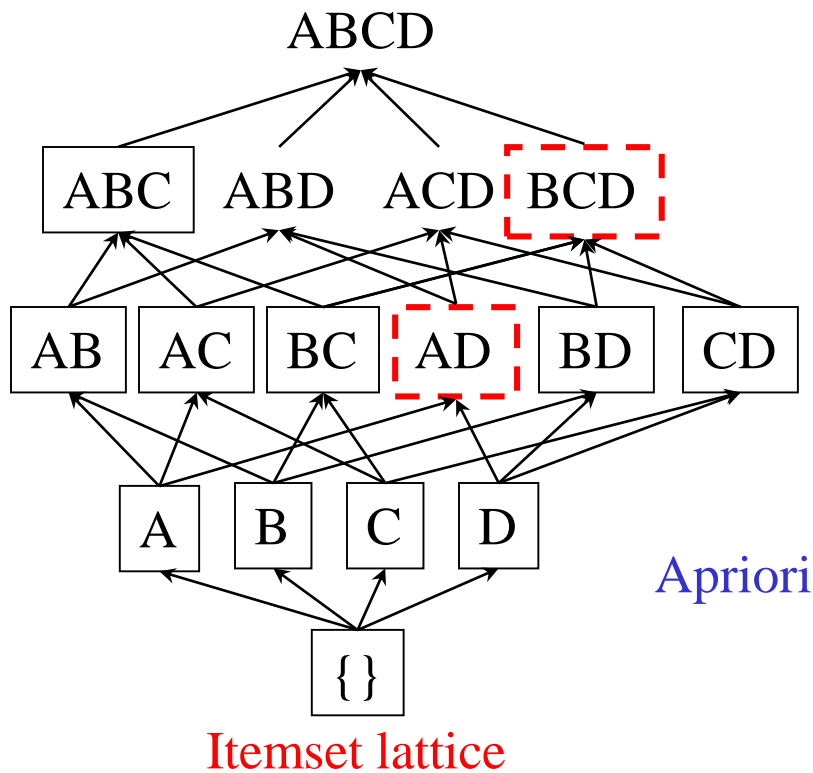 ABCD
ABC ABD ACD BCD
AB AC BC AD BD CD
A B C D
Apriori
{}
Itemset lattice